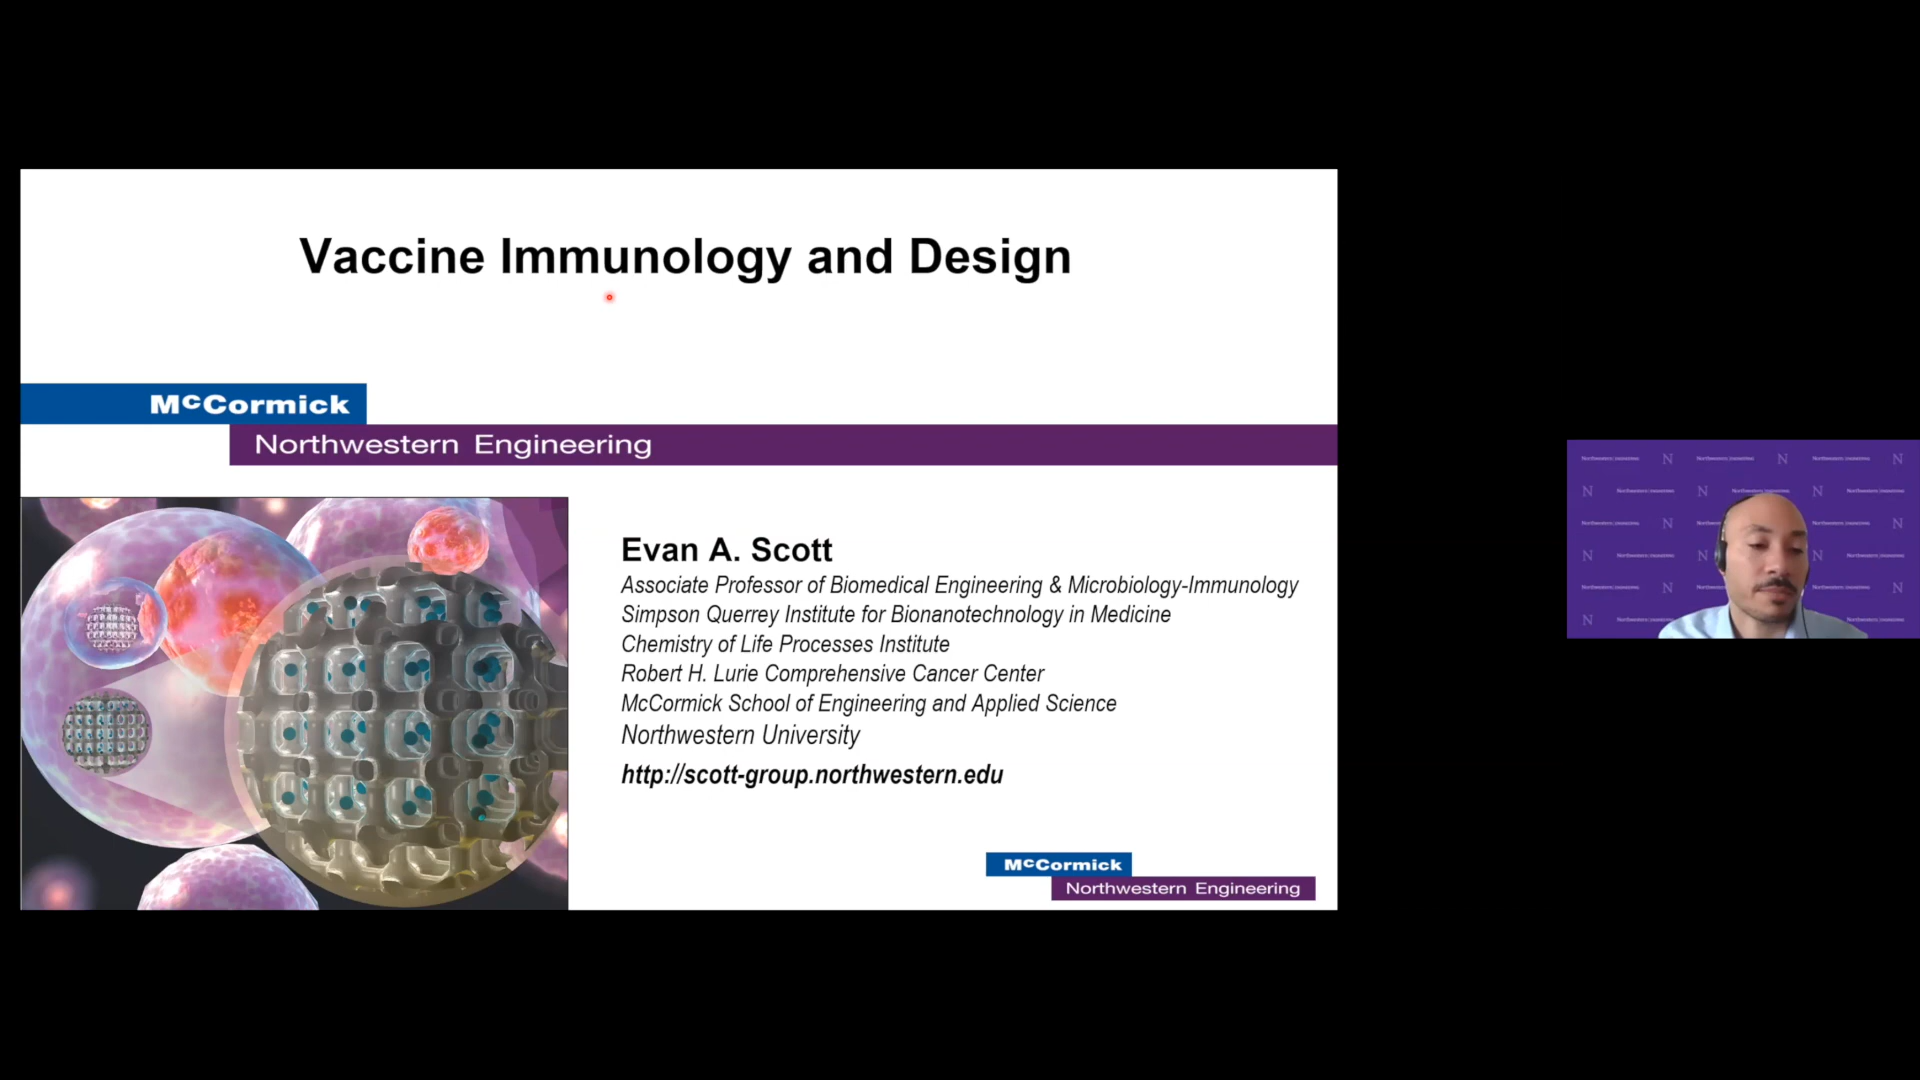 Vaccine Immunology and Design
McCormick
Northwestern Engineering
Evan A. Scott
Associate Professor of Biomedical Engineering & Microbiology-Immunology
Simpson Querrey Institute for Bionanotechnology in Medicine
Chemistry of Life Processes Institute
Robert H. Lurie Comprehensive Cancer Center
McCormick School of Engineering and Applied Science
Northwestern University
http://scott-group.northwestern.edu
McCormick
Northwestern Engineering